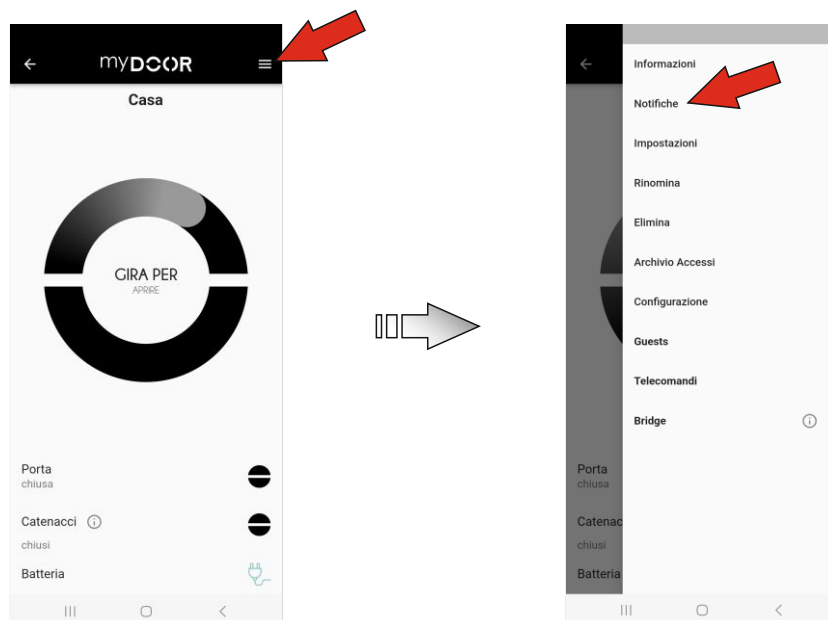 myDOOR
Casa
GIRA PER
APRIRE
Porta
chiusa
Catenacci
chiusi
Batteria
Informazioni
Notifiche
Impostazioni
Rinomina
Elimina
Archivio Accessi
Configurazione
Guests
Telecomandi
Bridge
Porta
chiusa
Catenac
chiusi
Batteria